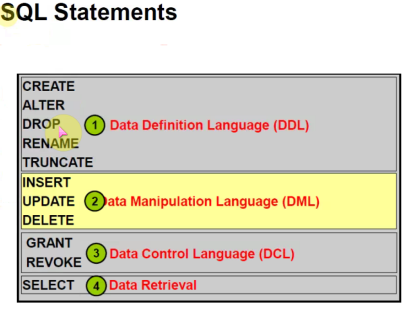 SQL Statements
CREATE
ALTER
DROP
RENAME
TRUNCATE
1 Data Definition Language (DDL)
INSERT
UPDATE
DELETE
2 Data Manipulation Language (DML)
GRANT
REVOKE
3 Data Control Language (DCL)
SELECT
4 Data Retrieval